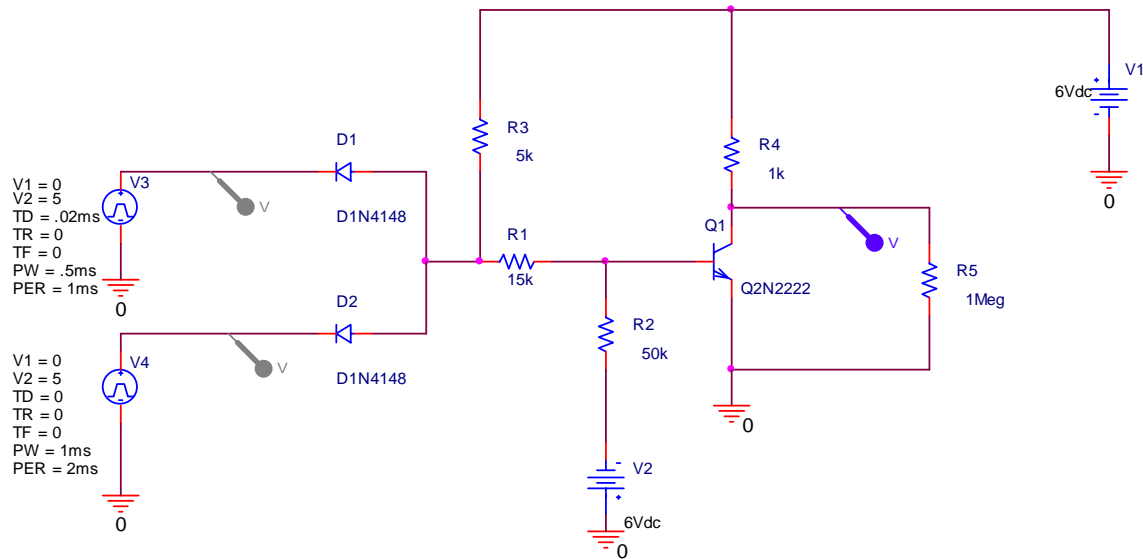 V1
6Vdc
0
R3
5k
R4
1k
D1
D1N4148
V1 = 0
V2 = 5
TD = .02ms
TR = 0
TF = 0
PW = .5ms
PER = 1ms
V3
V
0
R1
15k
Q1
Q2N2222
V
R5
1Meg
D2
D1N4148
R2
50k
V1 = 0
V2 = 5
TD = 0
TR = 0
TF = 0
PW = 1ms
PER = 2ms
V4
V
0
0
V2
6Vdc
0